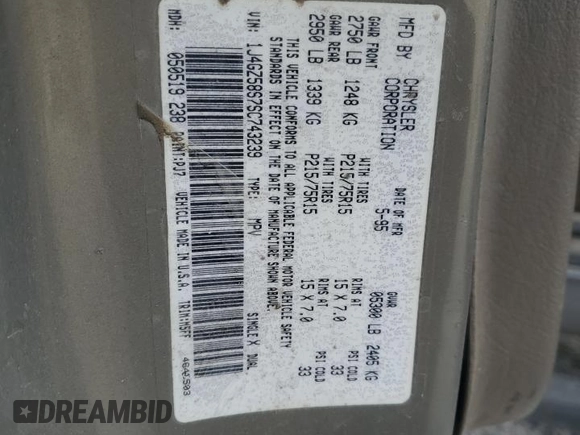 MFD BY CHRYSLER CORPORATION DATE OF MFR 5-95 GVWR 05300 LB 2405 KG
GAWR FRONT WITH TIRES RIMS AT PSI COLD
2750 LB 1248 KG P215/75R15 15 X 7.0 33
GAWR REAR WITH TIRES RIMS AT PSI COLD
2950 LB 1339 KG P215/75R15 15 X 7.0 33
THIS VEHICLE CONFORMS TO ALL APPLICABLE FEDERAL MOTOR VEHICLE SAFETY
STANDARDS IN EFFECT ON THE DATE OF MANUFACTURE SHOWN ABOVE.
VIN: 1J4GZ58S7SC743239 TYPE: MPV SINGLE X DUAL
MDH: 050519 238 PAINT:PJ7 VEHICLE MADE IN U.S.A. TRIM:M5FF
DREAMBID